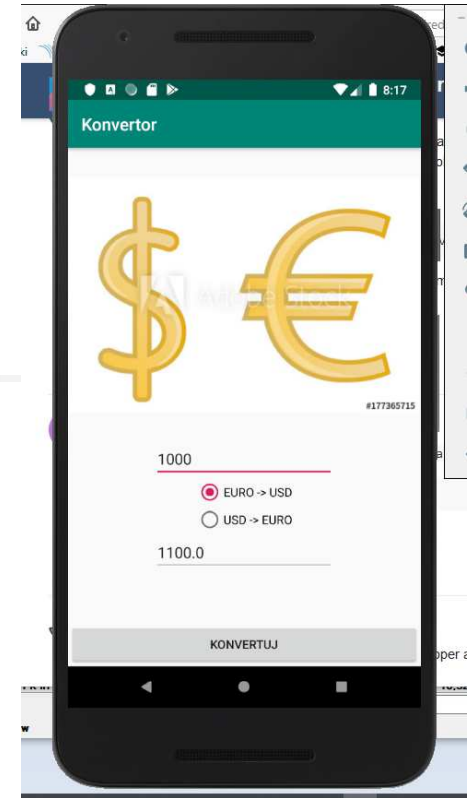 8:17
Konvertor
Adobe Stock
#177365715
1000
EURO -> USD
USD -> EURO
1100.0
KONVERTUJ